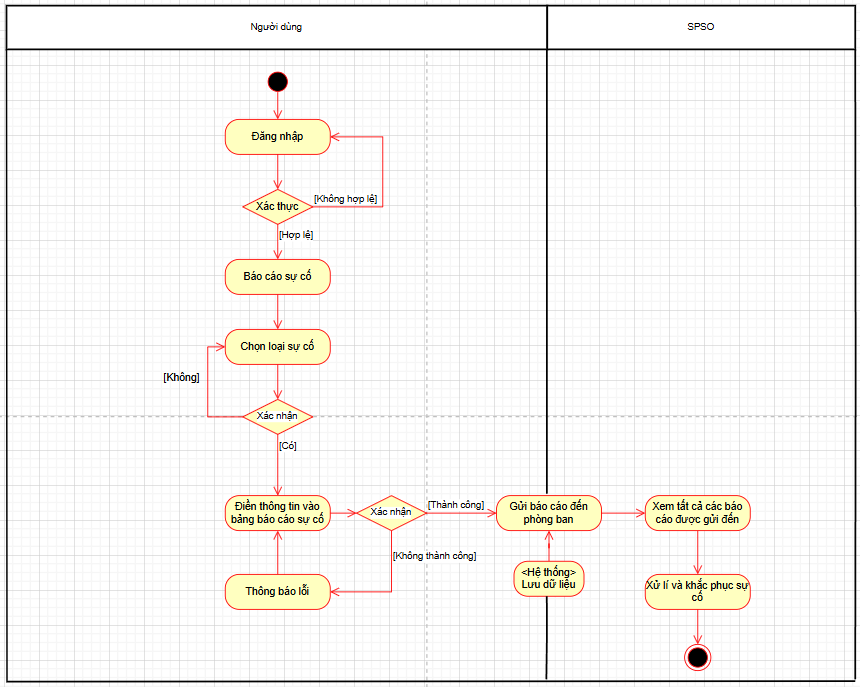 Người dùng
SPSO
Đăng nhập
Xác thực
[Không hợp lệ]
[Hợp lệ]
Báo cáo sự cố
Chọn loại sự cố
[Không]
Xác nhận
[Có]
Điền thông tin vào
bảng báo cáo sự cố
Xác nhận
[Thành công]
Gửi báo cáo đến
phòng ban
Xem tất cả các báo
cáo được gửi đến
[Không thành công]
<Hệ thống>
Lưu dữ liệu
Thông báo lỗi
Xử lí và khắc phục sự
cố